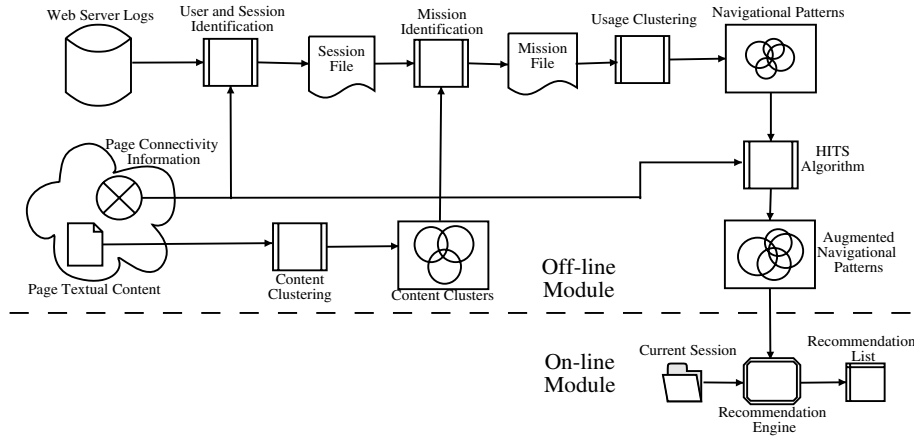 Web Server Logs
User and Session
Identification
Session
File
Mission
Identification
Mission
File
Usage Clustering
Navigational Patterns
Page Connectivity
Information
HITS
Algorithm
Page Textual Content
Content
Clustering
Content Clusters
Augmented
Navigational
Patterns
Off-line
Module
On-line
Module
Current Session
Recommendation
Engine
Recommendation
List